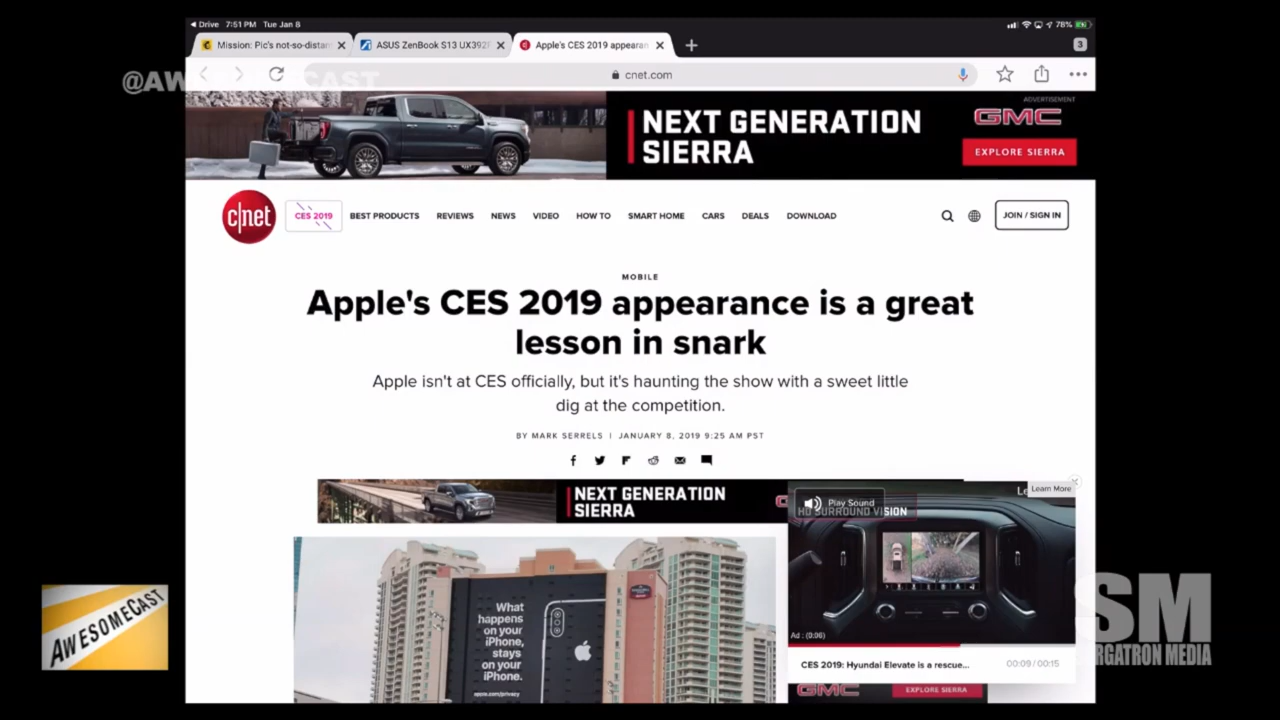 Drive 7:51 PM Tue Jan 8
78%
Mission: Pic's not-so-distan
ASUS ZenBook S13 UX392F
Apple's CES 2019 appearan
3
cnet.com
ADVERTISEMENT
NEXT GENERATION
SIERRA
GMC
EXPLORE SIERRA
c|net
CES 2019
BEST PRODUCTS
REVIEWS
NEWS
VIDEO
HOW TO
SMART HOME
CARS
DEALS
DOWNLOAD
JOIN / SIGN IN
MOBILE
Apple's CES 2019 appearance is a great
lesson in snark
Apple isn't at CES officially, but it's haunting the show with a sweet little
dig at the competition.
BY MARK SERRELS | JANUARY 8, 2019 9:25 AM PST
NEXT GENERATION
SIERRA
Play Sound
Learn More
HD SURROUND VISION
Ad : (0:06)
CES 2019: Hyundai Elevate is a rescue...
00:09 / 00:15
GMC
EXPLORE SIERRA
What
happens
on your
iPhone,
stays
on your
iPhone.
apple.com/privacy
AWESOMECAST
SM
RGATRON MEDIA